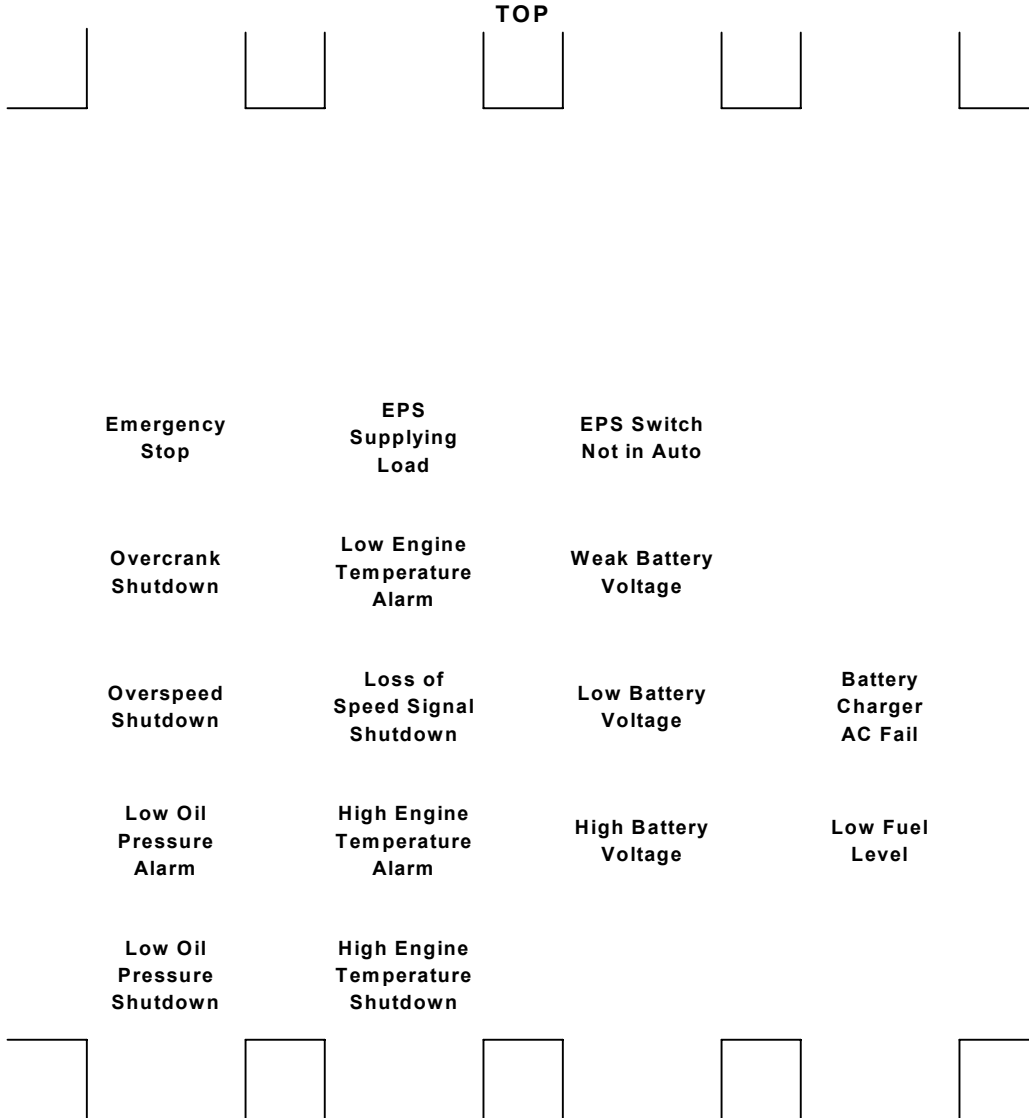 TOP
Emergency
Stop
EPS
Supplying
Load
EPS Switch
Not in Auto
Overcrank
Shutdown
Low Engine
Temperature
Alarm
Weak Battery
Voltage
Overspeed
Shutdown
Loss of
Speed Signal
Shutdown
Low Battery
Voltage
Battery
Charger
AC Fail
Low Oil
Pressure
Alarm
High Engine
Temperature
Alarm
High Battery
Voltage
Low Fuel
Level
Low Oil
Pressure
Shutdown
High Engine
Temperature
Shutdown